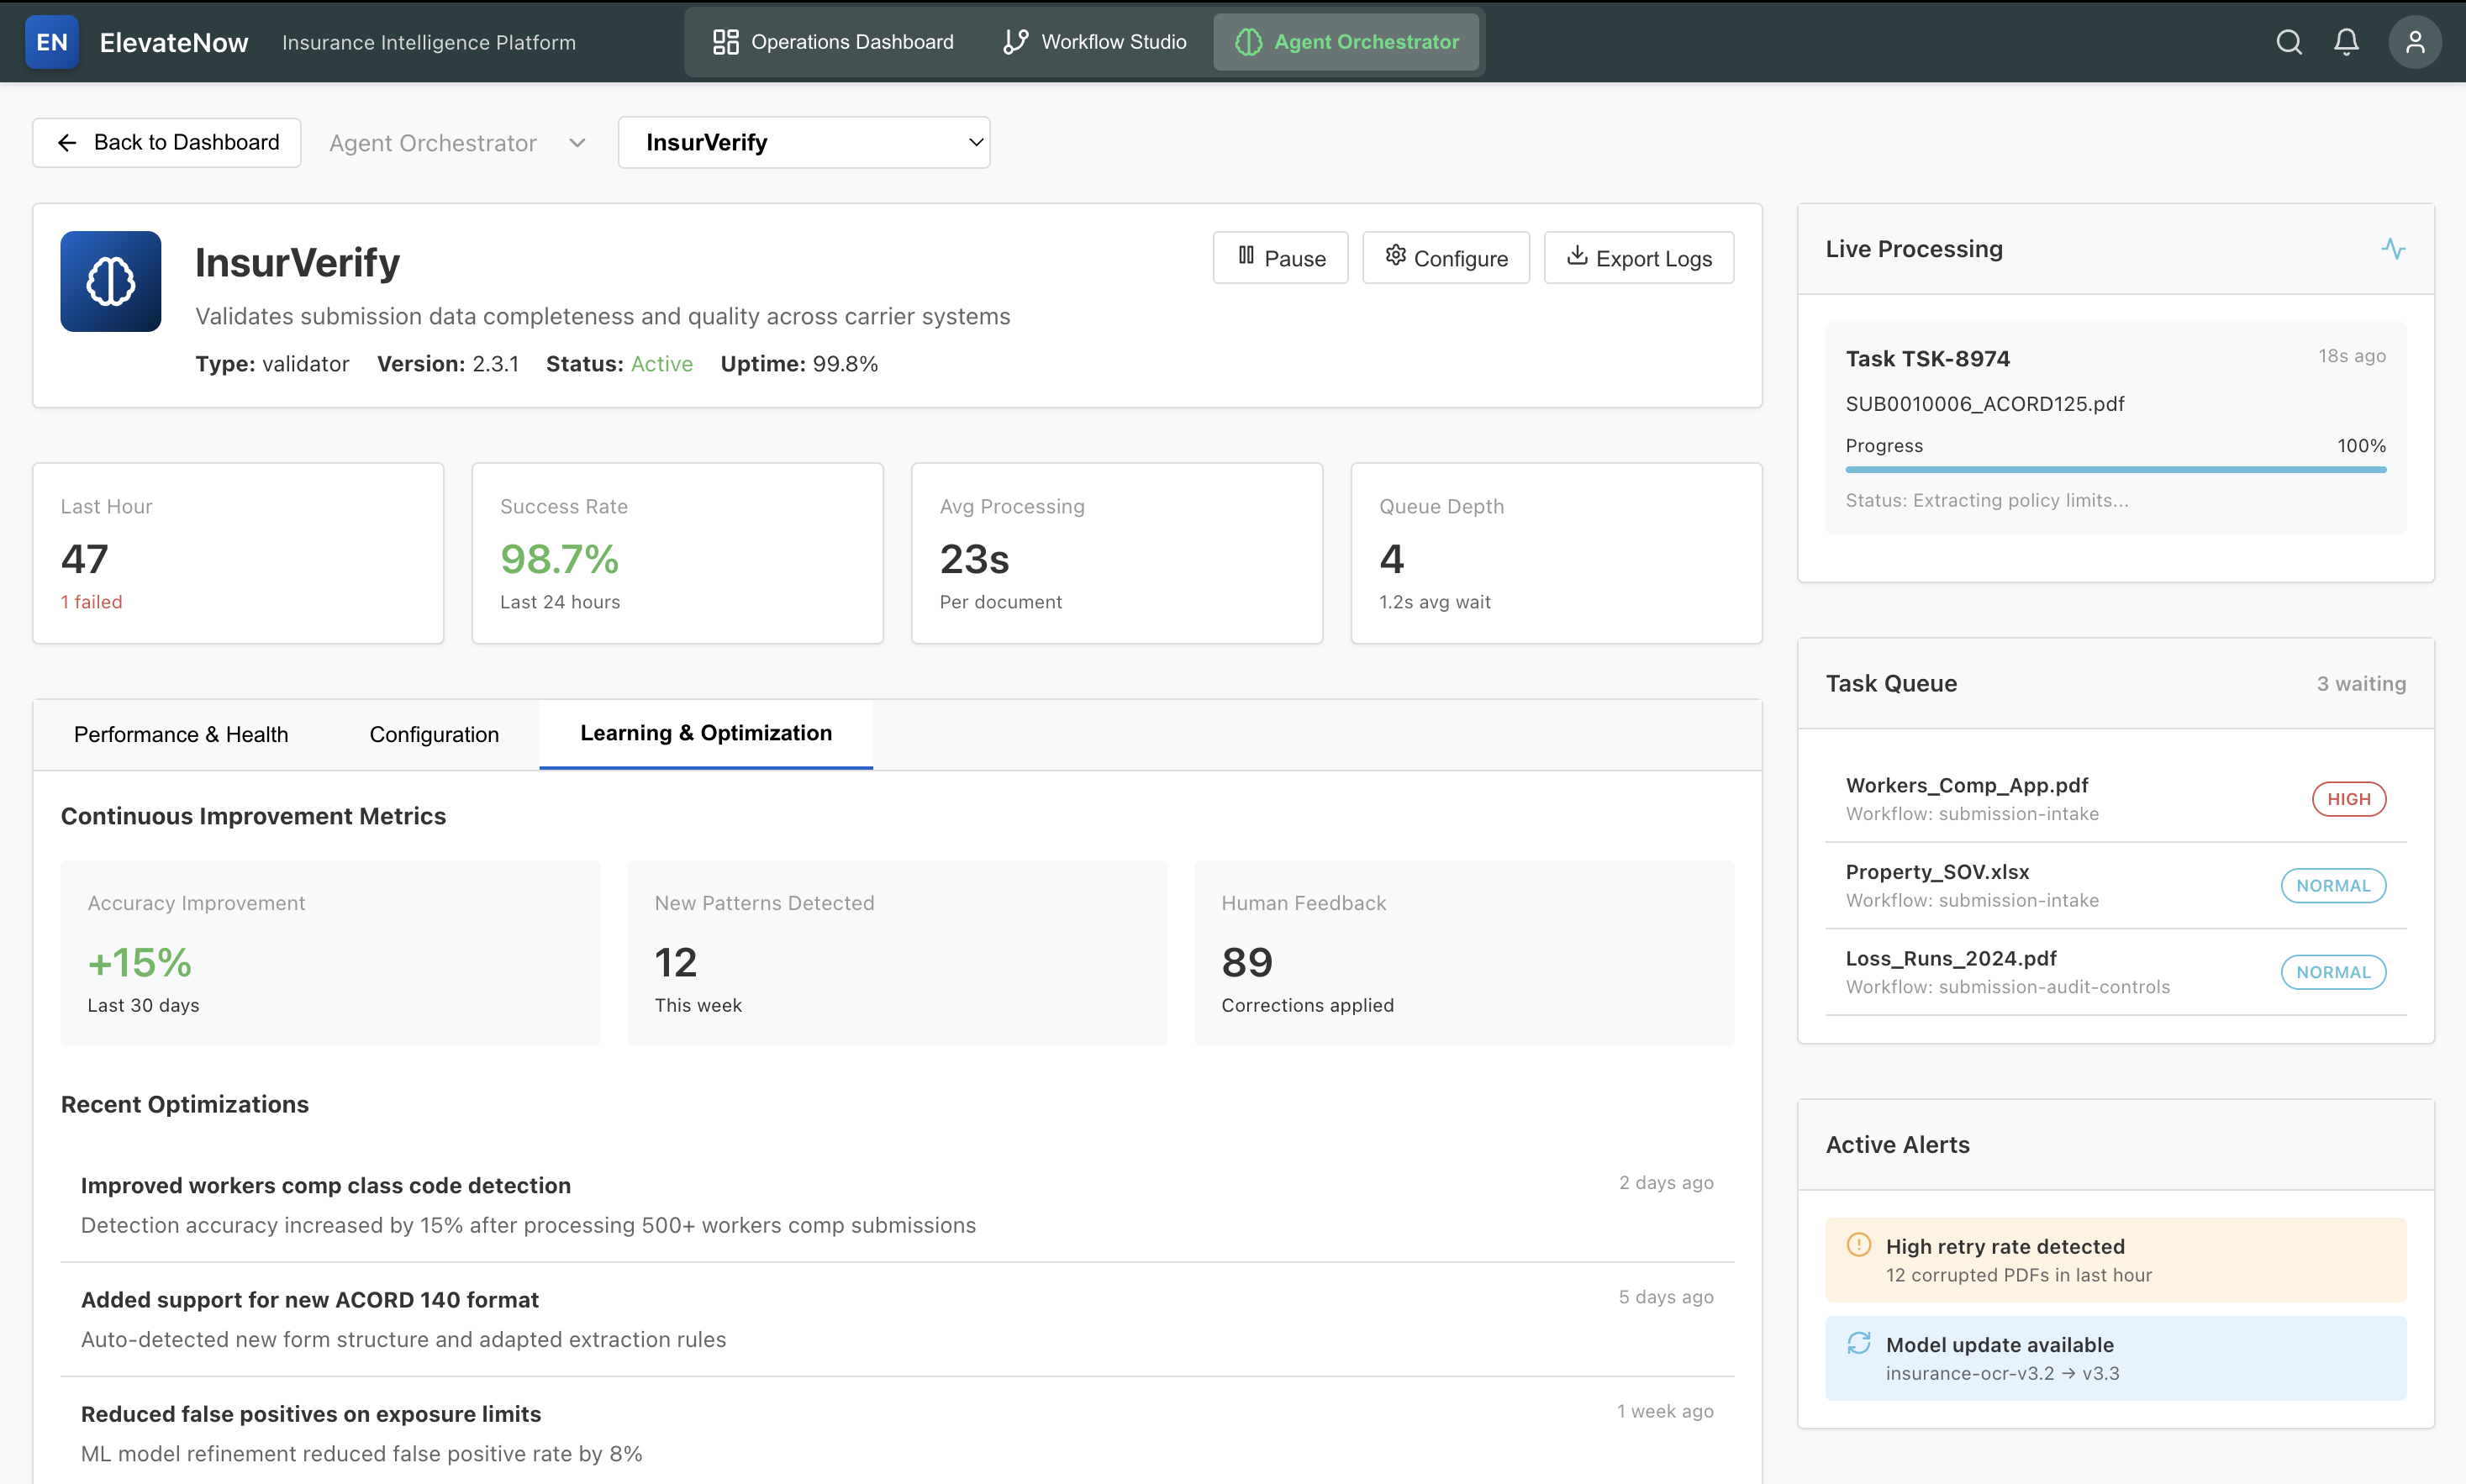 EN ElevateNow Insurance Intelligence Platform Operations Dashboard Workflow Studio Agent Orchestrator
Back to Dashboard Agent Orchestrator InsurVerify
InsurVerify
Pause Configure Export Logs
Validates submission data completeness and quality across carrier systems
Type: validator Version: 2.3.1 Status: Active Uptime: 99.8%
Last Hour
47
1 failed
Success Rate
98.7%
Last 24 hours
Avg Processing
23s
Per document
Queue Depth
4
1.2s avg wait
Performance & Health Configuration Learning & Optimization
Continuous Improvement Metrics
Accuracy Improvement
+15%
Last 30 days
New Patterns Detected
12
This week
Human Feedback
89
Corrections applied
Recent Optimizations
Improved workers comp class code detection 2 days ago
Detection accuracy increased by 15% after processing 500+ workers comp submissions
Added support for new ACORD 140 format 5 days ago
Auto-detected new form structure and adapted extraction rules
Reduced false positives on exposure limits 1 week ago
ML model refinement reduced false positive rate by 8%
Live Processing
Task TSK-8974 18s ago
SUB0010006_ACORD125.pdf
Progress 100%
Status: Extracting policy limits...
Task Queue 3 waiting
Workers_Comp_App.pdf HIGH
Workflow: submission-intake
Property_SOV.xlsx NORMAL
Workflow: submission-intake
Loss_Runs_2024.pdf NORMAL
Workflow: submission-audit-controls
Active Alerts
High retry rate detected
12 corrupted PDFs in last hour
Model update available
insurance-ocr-v3.2 → v3.3